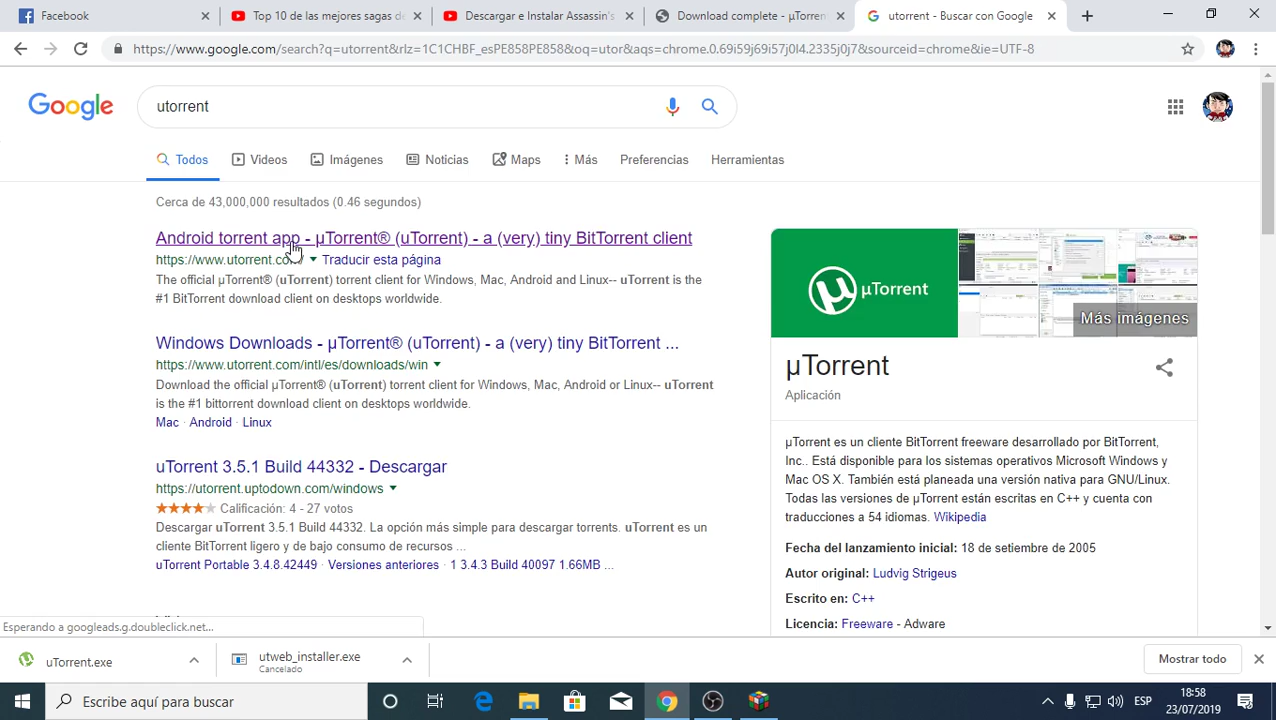 Facebook
Top 10 de las mejores sagas de
Descargar e Instalar Assassin's
Download complete - µTorrent
utorrent - Buscar con Google
https://www.google.com/search?q=utorrent&rlz=1C1CHBF_esPE858PE858&oq=utor&aqs=chrome.0.69i59j69i57j0l4.2335j0j7&sourceid=chrome&ie=UTF-8
Google
utorrent
Todos
Videos
Imágenes
Noticias
Maps
Más
Preferencias
Herramientas
Cerca de 43,000,000 resultados (0.46 segundos)
Android torrent app - µTorrent® (uTorrent) - a (very) tiny BitTorrent client
https://www.utorrent.co Traducir esta página
The official µTorrent® (uTorrent) torrent client for Windows, Mac, Android and Linux-- uTorrent is the
#1 BitTorrent download client on desktops worldwide.
Windows Downloads - µTorrent® (uTorrent) - a (very) tiny BitTorrent ...
https://www.utorrent.com/intl/es/downloads/win
Download the official µTorrent® (uTorrent) torrent client for Windows, Mac, Android or Linux-- uTorrent
is the #1 bittorrent download client on desktops worldwide.
Mac · Android · Linux
uTorrent 3.5.1 Build 44332 - Descargar
https://utorrent.uptodown.com/windows
Calificación: 4 - 27 votos
Descargar uTorrent 3.5.1 Build 44332. La opción más simple para descargar torrents. uTorrent es un
cliente BitTorrent ligero y de bajo consumo de recursos ...
uTorrent Portable 3.4.8.42449 · Versiones anteriores · 1 3.4.3 Build 40097 1.66MB ...
µTorrent
Más imágenes
µTorrent
Aplicación
µTorrent es un cliente BitTorrent freeware desarrollado por BitTorrent,
Inc.. Está disponible para los sistemas operativos Microsoft Windows y
Mac OS X. También está planeada una versión nativa para GNU/Linux.
Todas las versiones de µTorrent están escritas en C++ y cuenta con
traducciones a 54 idiomas. Wikipedia
Fecha del lanzamiento inicial: 18 de setiembre de 2005
Autor original: Ludvig Strigeus
Escrito en: C++
Licencia: Freeware - Adware
Esperando a googleads.g.doubleclick.net...
uTorrent.exe
utweb_installer.exe
Cancelado
Mostrar todo
Escribe aquí para buscar
ESP
18:58
23/07/2019